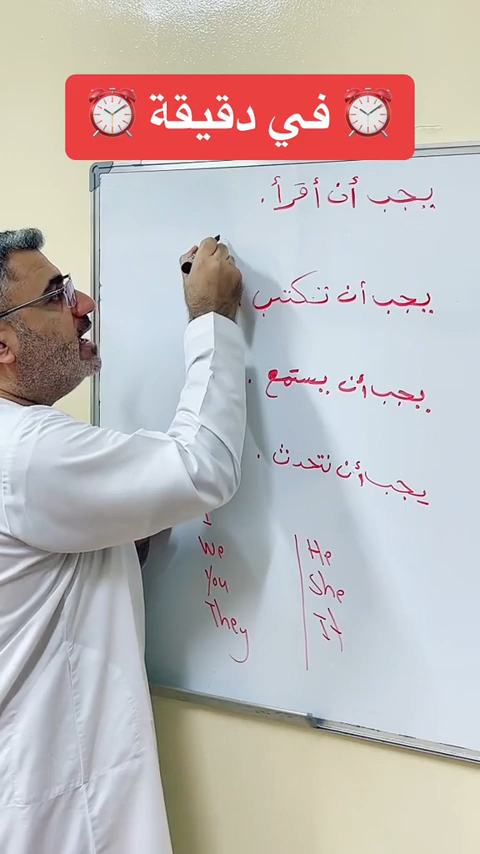 ⏰ في دقيقة ⏰
يجب أن أقرأ.
يجب أن تكتب.
يجب أن يستمع.
يجب أن نتحدث.
I
We
You
They
He
She
It